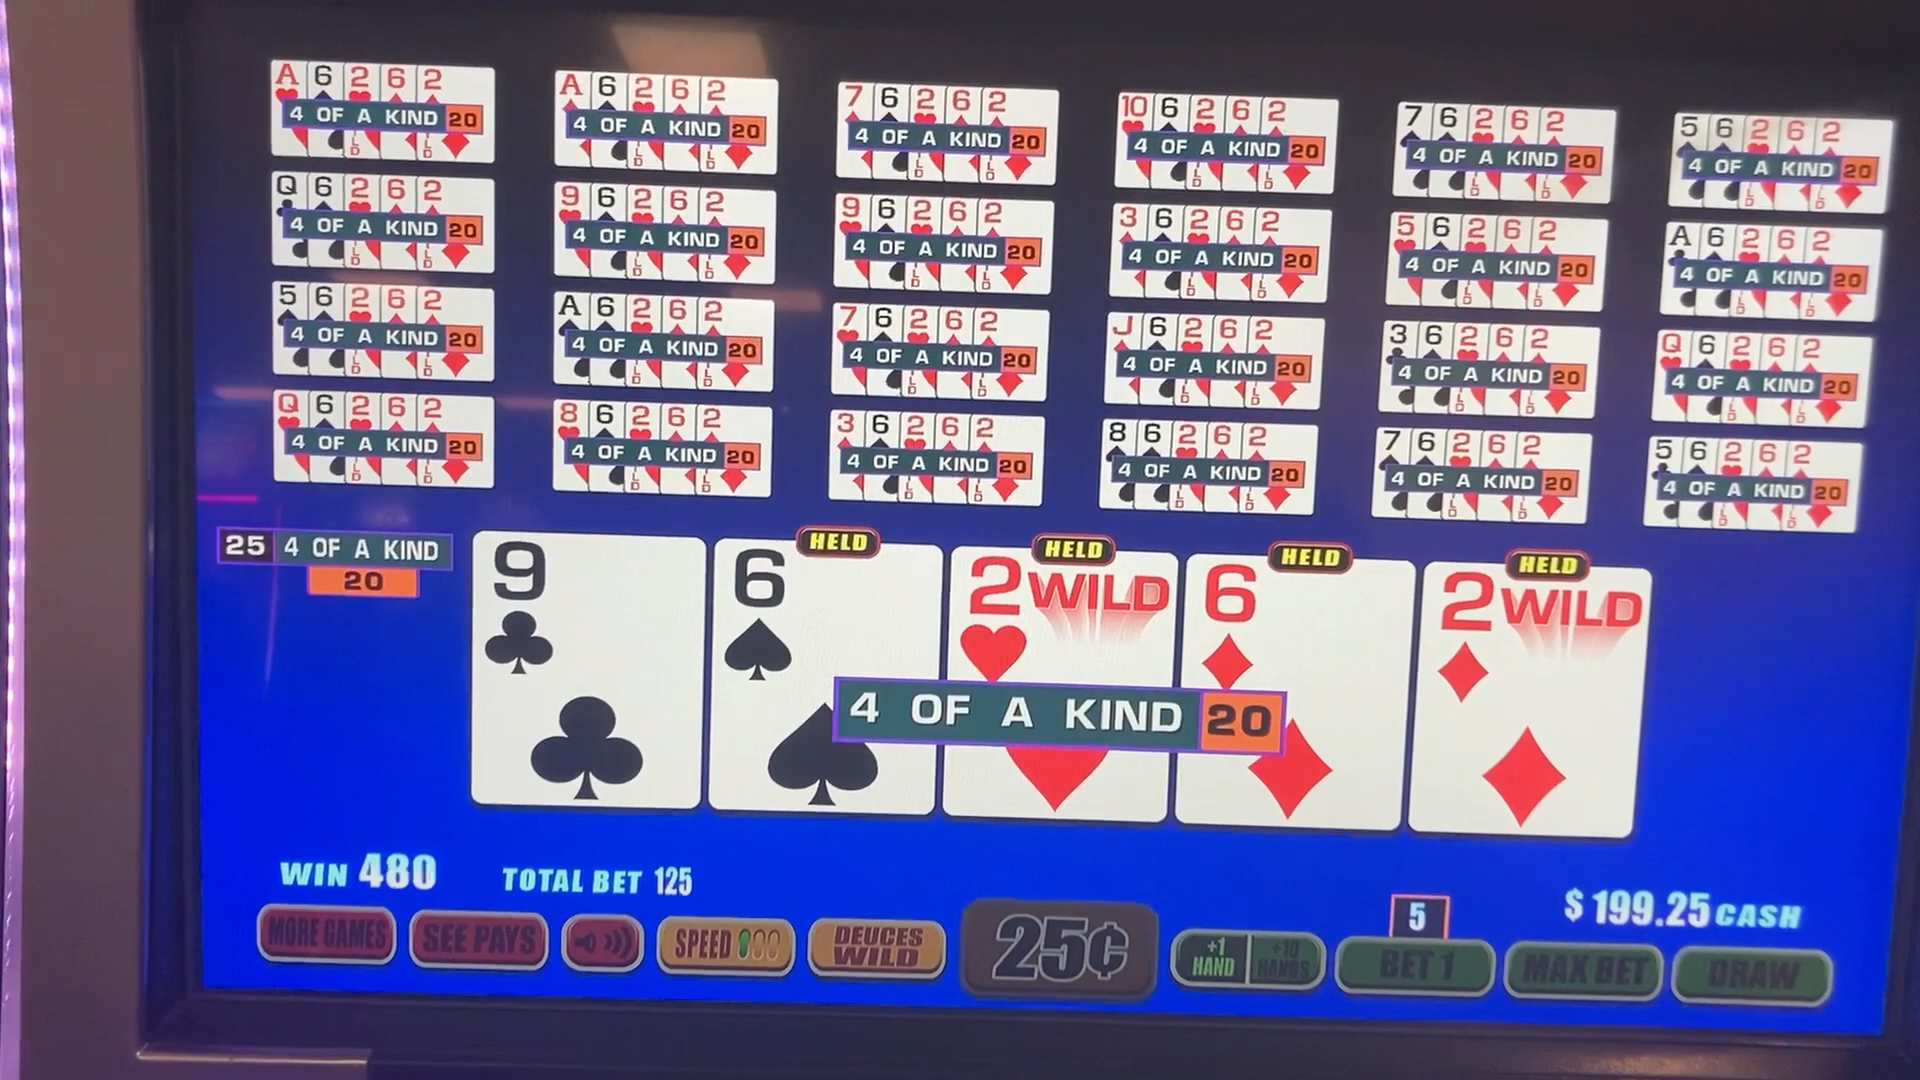 A 6 2 6 2 A 6 2 6 2 7 6 2 6 2 10 6 2 6 2 7 6 2 6 2 5 6 2 6 2
4 OF A KIND 20 4 OF A KIND 20 4 OF A KIND 20 4 OF A KIND 20 4 OF A KIND 20 4 OF A KIND 20
Q 6 2 6 2 9 6 2 6 2 9 6 2 6 2 3 6 2 6 2 5 6 2 6 2 A 6 2 6 2
4 OF A KIND 20 4 OF A KIND 20 4 OF A KIND 20 4 OF A KIND 20 4 OF A KIND 20 4 OF A KIND 20
5 6 2 6 2 A 6 2 6 2 7 6 2 6 2 J 6 2 6 2 3 6 2 6 2 Q 6 2 6 2
4 OF A KIND 20 4 OF A KIND 20 4 OF A KIND 20 4 OF A KIND 20 4 OF A KIND 20 4 OF A KIND 20
Q 6 2 6 2 8 6 2 6 2 3 6 2 6 2 8 6 2 6 2 7 6 2 6 2 5 6 2 6 2
4 OF A KIND 20 4 OF A KIND 20 4 OF A KIND 20 4 OF A KIND 20 4 OF A KIND 20 4 OF A KIND 20
25 4 OF A KIND
20
HELD HELD HELD HELD
9 6 2 WILD 6 2 WILD
4 OF A KIND 20
WIN 480 TOTAL BET 125 5 $199.25 CASH
MORE GAMES SEE PAYS SPEED DEUCES WILD 25¢ +1 HAND +10 HANDS BET 1 MAX BET DRAW